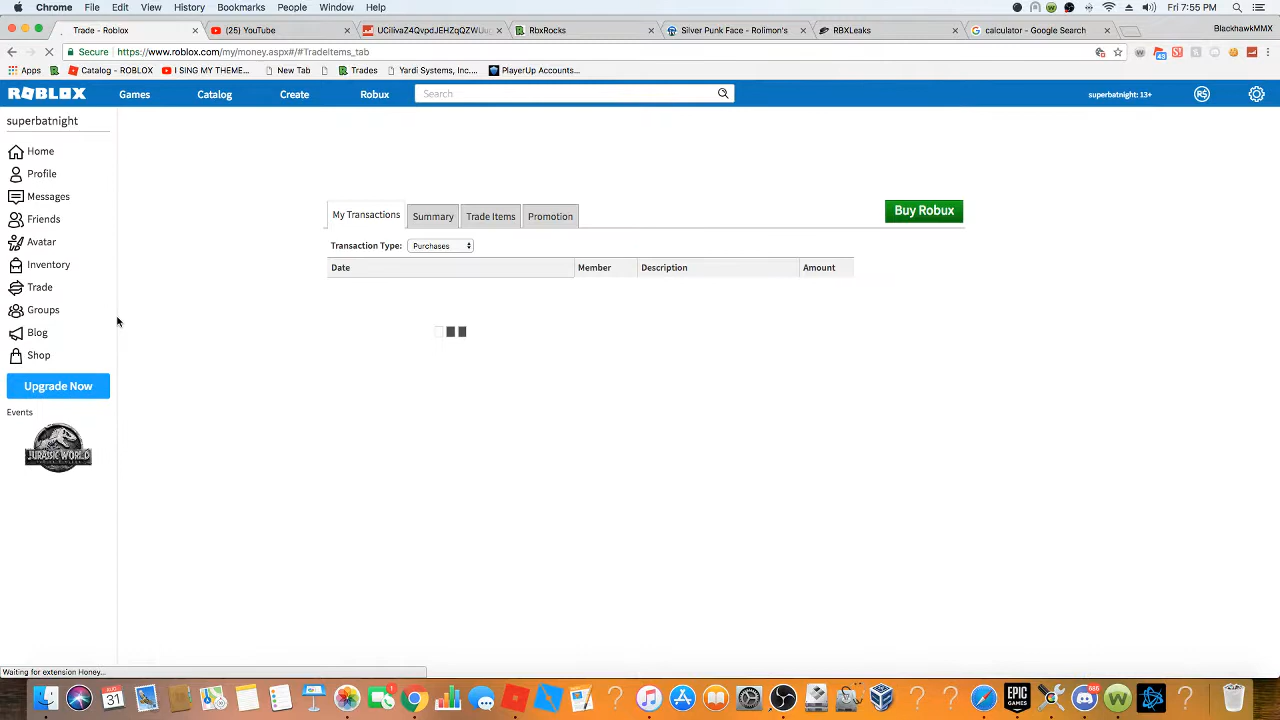 Chrome File Edit View History Bookmarks People Window Help Fri 7:55 PM
Trade - Roblox (25) YouTube RbxRocks Silver Punk Face - Rolimon's RBXLeaks calculator - Google Search BlackhawkMMX
Secure https://www.roblox.com/my/money.aspx#/#TradeItems_tab
Apps Catalog - ROBLOX I SING MY THEME... New Tab Trades Yardi Systems, Inc.... PlayerUp Accounts...
ROBLOX Games Catalog Create Robux Search superbatnight: 13+ R$
superbatnight
Home
Profile
Messages
Friends
Avatar
Inventory
Trade
Groups
Blog
Shop
Upgrade Now
Events
JURASSIC WORLD
My Transactions Summary Trade Items Promotion Buy Robux
Transaction Type: Purchases
Date Member Description Amount
Waiting for extension Honey...
AUG 31 EPIC GAMES